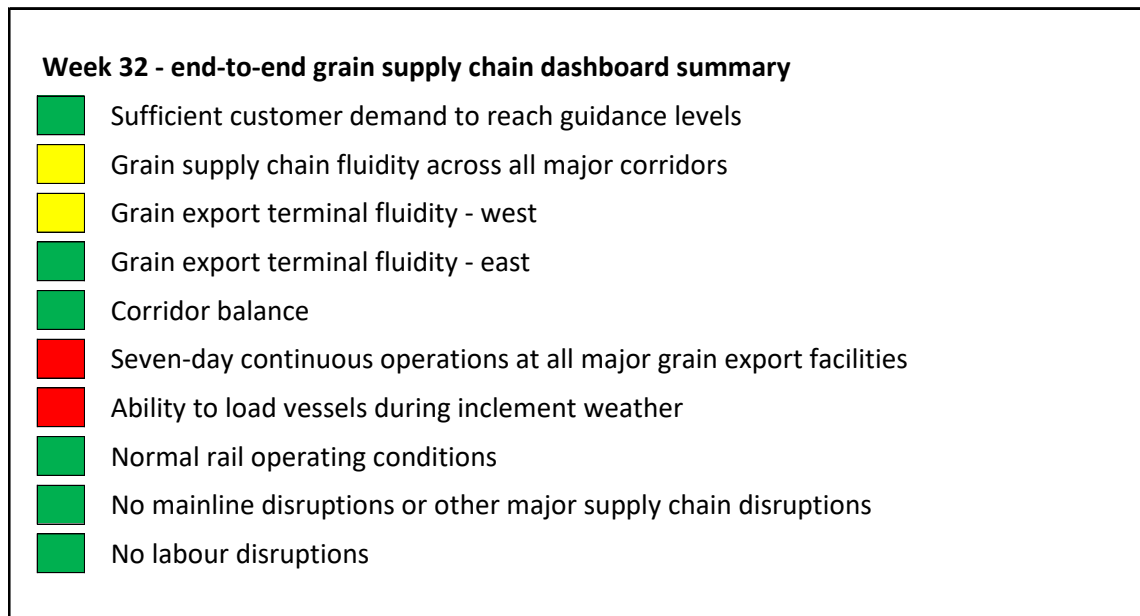 Week 32 - end-to-end grain supply chain dashboard summary
Sufficient customer demand to reach guidance levels
Grain supply chain fluidity across all major corridors
Grain export terminal fluidity - west
Grain export terminal fluidity - east
Corridor balance
Seven-day continuous operations at all major grain export facilities
Ability to load vessels during inclement weather
Normal rail operating conditions
No mainline disruptions or other major supply chain disruptions
No labour disruptions